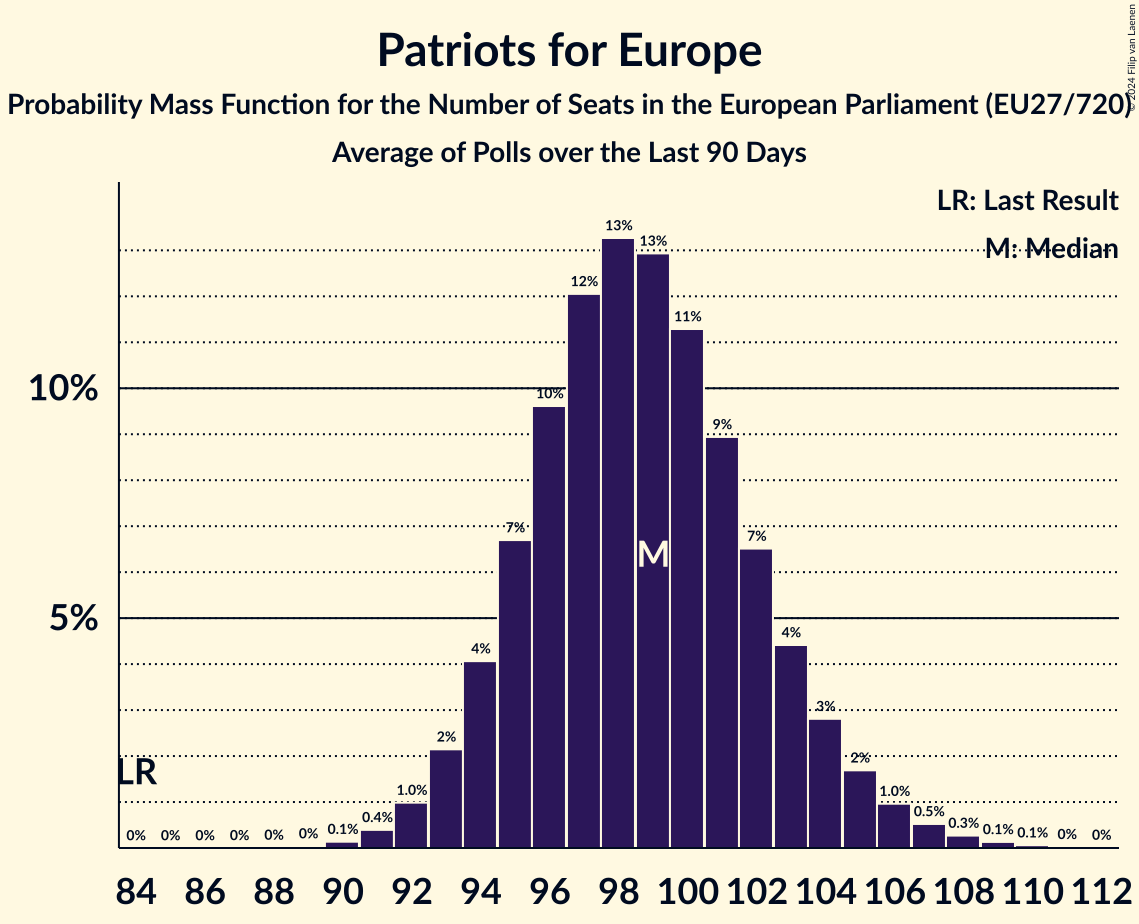 Patriots for Europe
Probability Mass Function for the Number of Seats in the European Parliament (EU27/720)
Average of Polls over the Last 90 Days
© 2024 Filip van Laenen
LR: Last Result
M: Median
13%
13%
12%
11%
10%
10%
9%
7%
7%
M
5%
4%
4%
3%
2%
2%
LR
1.0%
1.0%
0.4%
0.5%
0% 0% 0% 0% 0% 0% 0.1% 0.3% 0.1% 0.1% 0% 0%
84 86 88 90 92 94 96 98 100 102 104 106 108 110 112